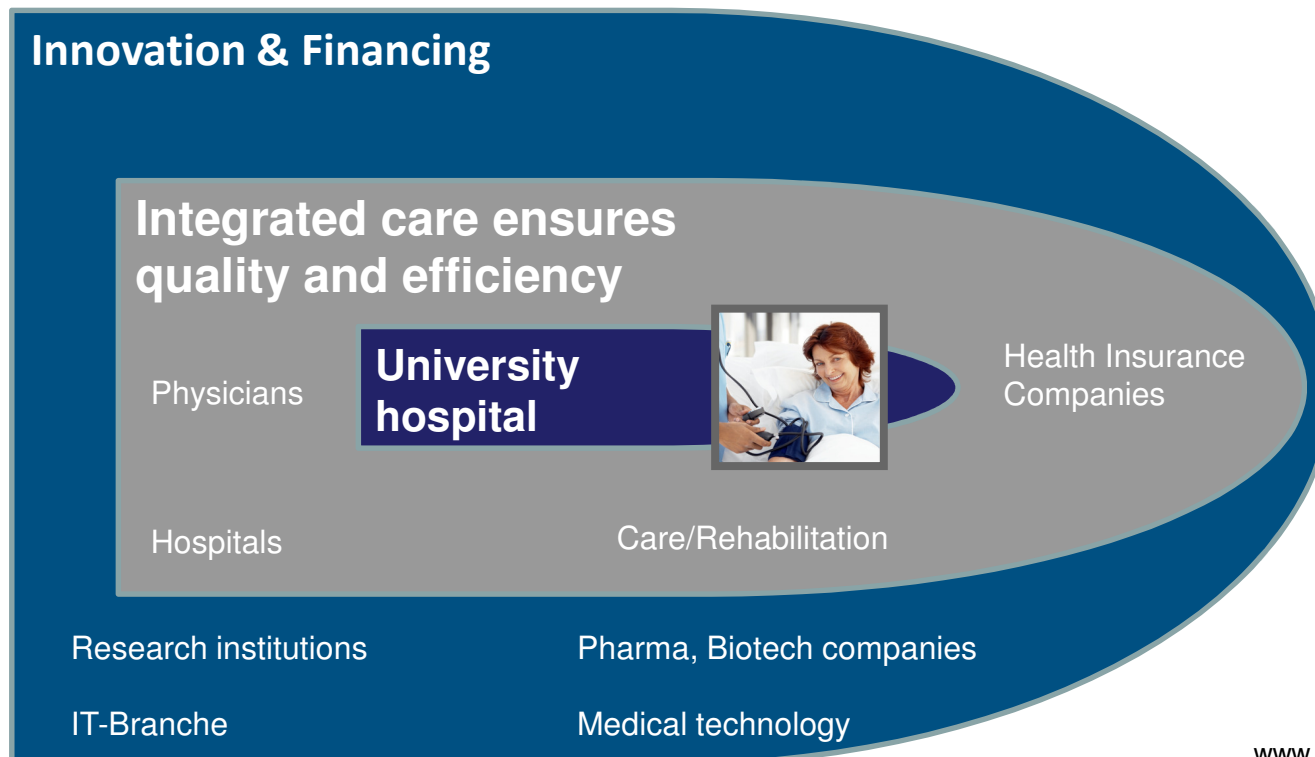 Innovation & Financing
Integrated care ensures
quality and efficiency
University
hospital
Physicians
Health Insurance
Companies
Hospitals
Care/Rehabilitation
Research institutions
Pharma, Biotech companies
IT-Branche
Medical technology
www